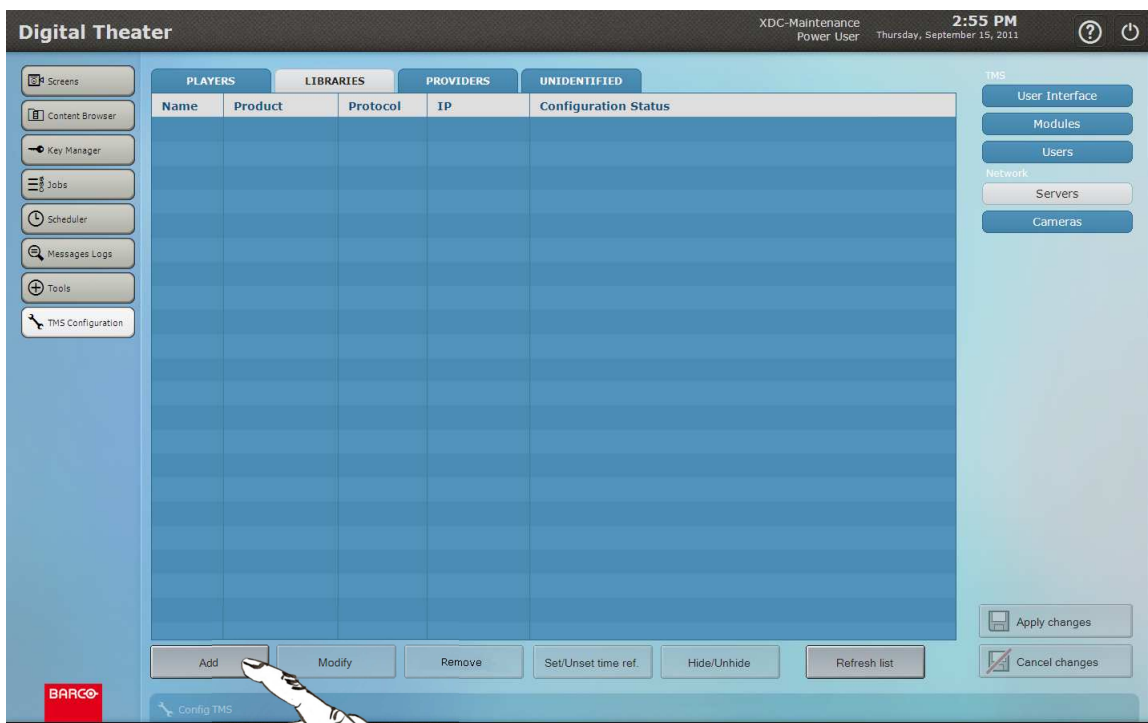 Digital Theater
XDC-Maintenance
Power User
2:55 PM
Thursday, September 15, 2011
Screens
Content Browser
Key Manager
Jobs
Scheduler
Messages Logs
Tools
TMS Configuration
PLAYERS
LIBRARIES
PROVIDERS
UNIDENTIFIED
Name Product Protocol IP Configuration Status
TMS
User Interface
Modules
Users
Network
Servers
Cameras
Apply changes
Cancel changes
Add
Modify
Remove
Set/Unset time ref.
Hide/Unhide
Refresh list
BARCO
Config TMS